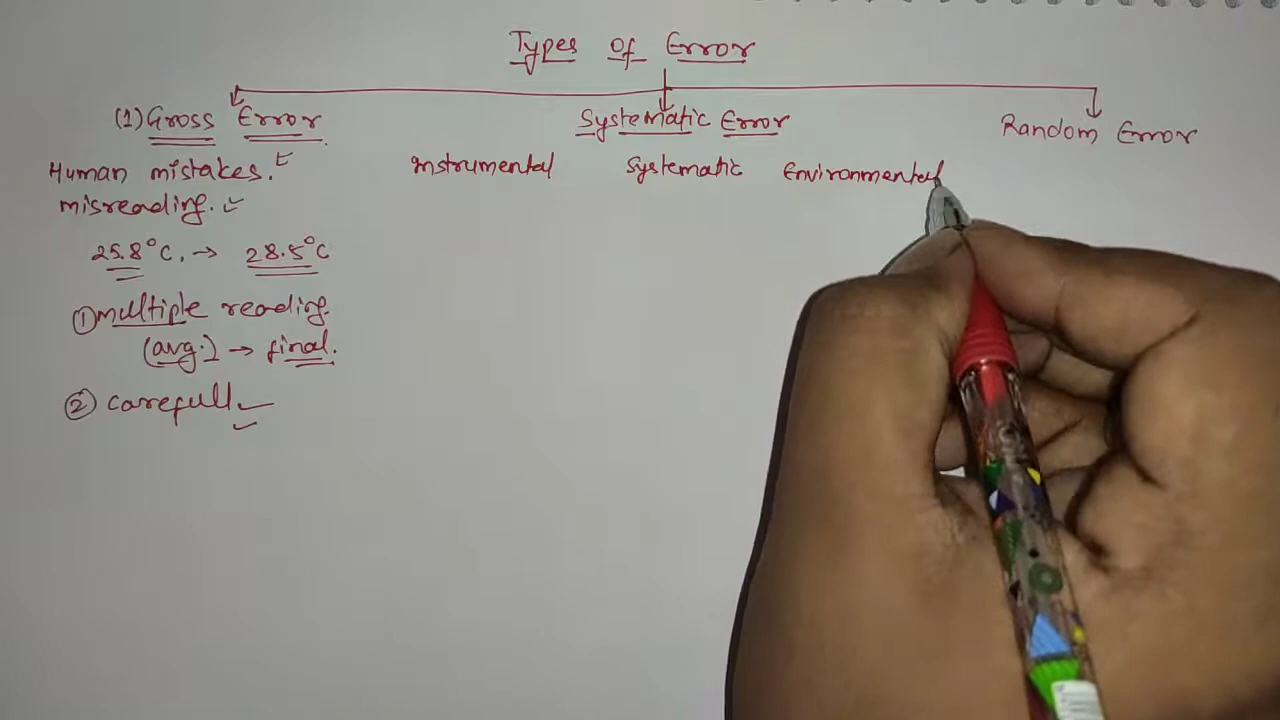 Types Of Error
(1) Gross Error
Systematic Error
Random Error
Human mistakes.
misreading.
Instrumental
Systematic
Environmental
25.8°C, → 28.5°C
① multiple reading.
(avg.) → final.
② carefull